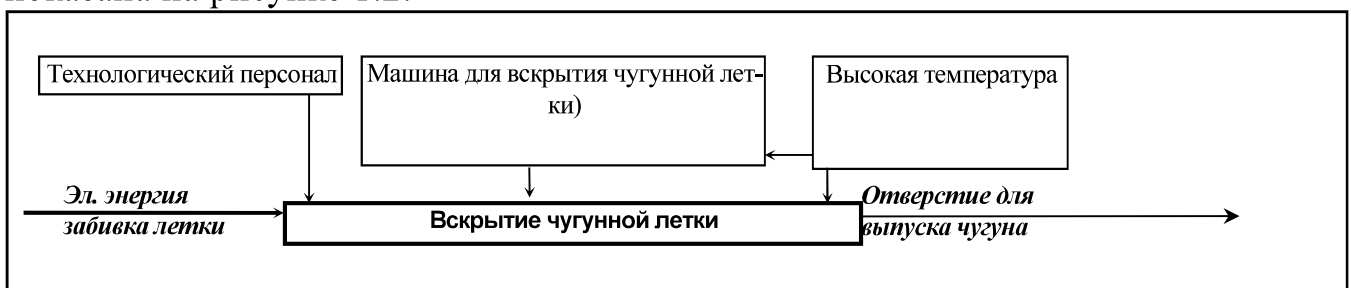 показана на рисунке 1.2.
Технологический персонал
Машина для вскрытия чугунной лет-
ки)
Высокая температура
Эл. энергия
забивка летки
Вскрытие чугунной летки
Отверстие для
выпуска чугуна